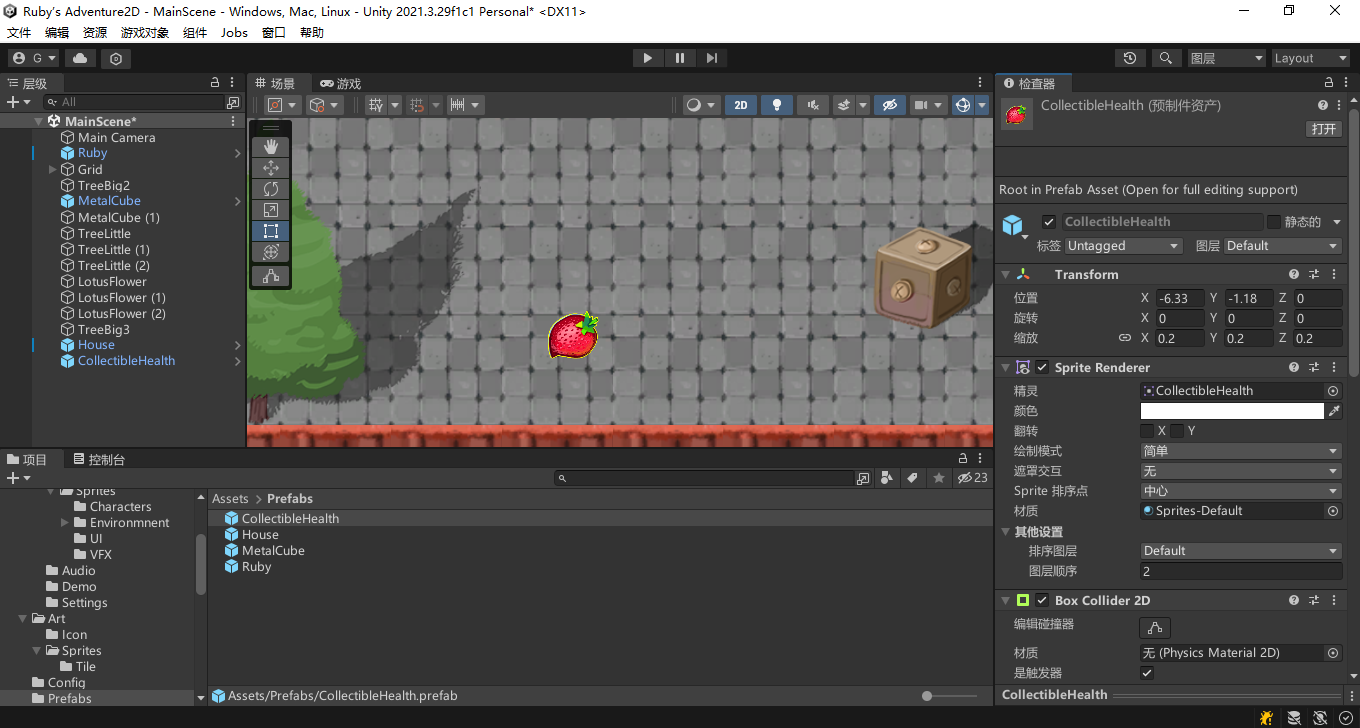 Ruby's Adventure2D - MainScene - Windows, Mac, Linux - Unity 2021.3.29f1c1 Personal* <DX11>
文件 编辑 资源 游戏对象 组件 Jobs 窗口 帮助
G 图层 Layout
层级
All
MainScene*
Main Camera
Ruby
Grid
TreeBig2
MetalCube
MetalCube (1)
TreeLittle
TreeLittle (1)
TreeLittle (2)
LotusFlower
LotusFlower (1)
LotusFlower (2)
TreeBig3
House
CollectibleHealth
场景 游戏
2D
检查器
CollectibleHealth (预制件资产)
打开
Root in Prefab Asset (Open for full editing support)
CollectibleHealth 静态的
标签 Untagged 图层 Default
Transform
位置 X -6.33 Y -1.18 Z 0
旋转 X 0 Y 0 Z 0
缩放 X 0.2 Y 0.2 Z 0.2
Sprite Renderer
精灵 CollectibleHealth
颜色
翻转 X Y
绘制模式 简单
遮罩交互 无
Sprite 排序点 中心
材质 Sprites-Default
其他设置
排序图层 Default
图层顺序 2
Box Collider 2D
编辑碰撞器
材质 无 (Physics Material 2D)
是触发器
CollectibleHealth
项目 控制台
23
Sprites
Characters
Environmnent
UI
VFX
Audio
Demo
Settings
Art
Icon
Sprites
Tile
Config
Prefabs
Assets > Prefabs
CollectibleHealth
House
MetalCube
Ruby
Assets/Prefabs/CollectibleHealth.prefab